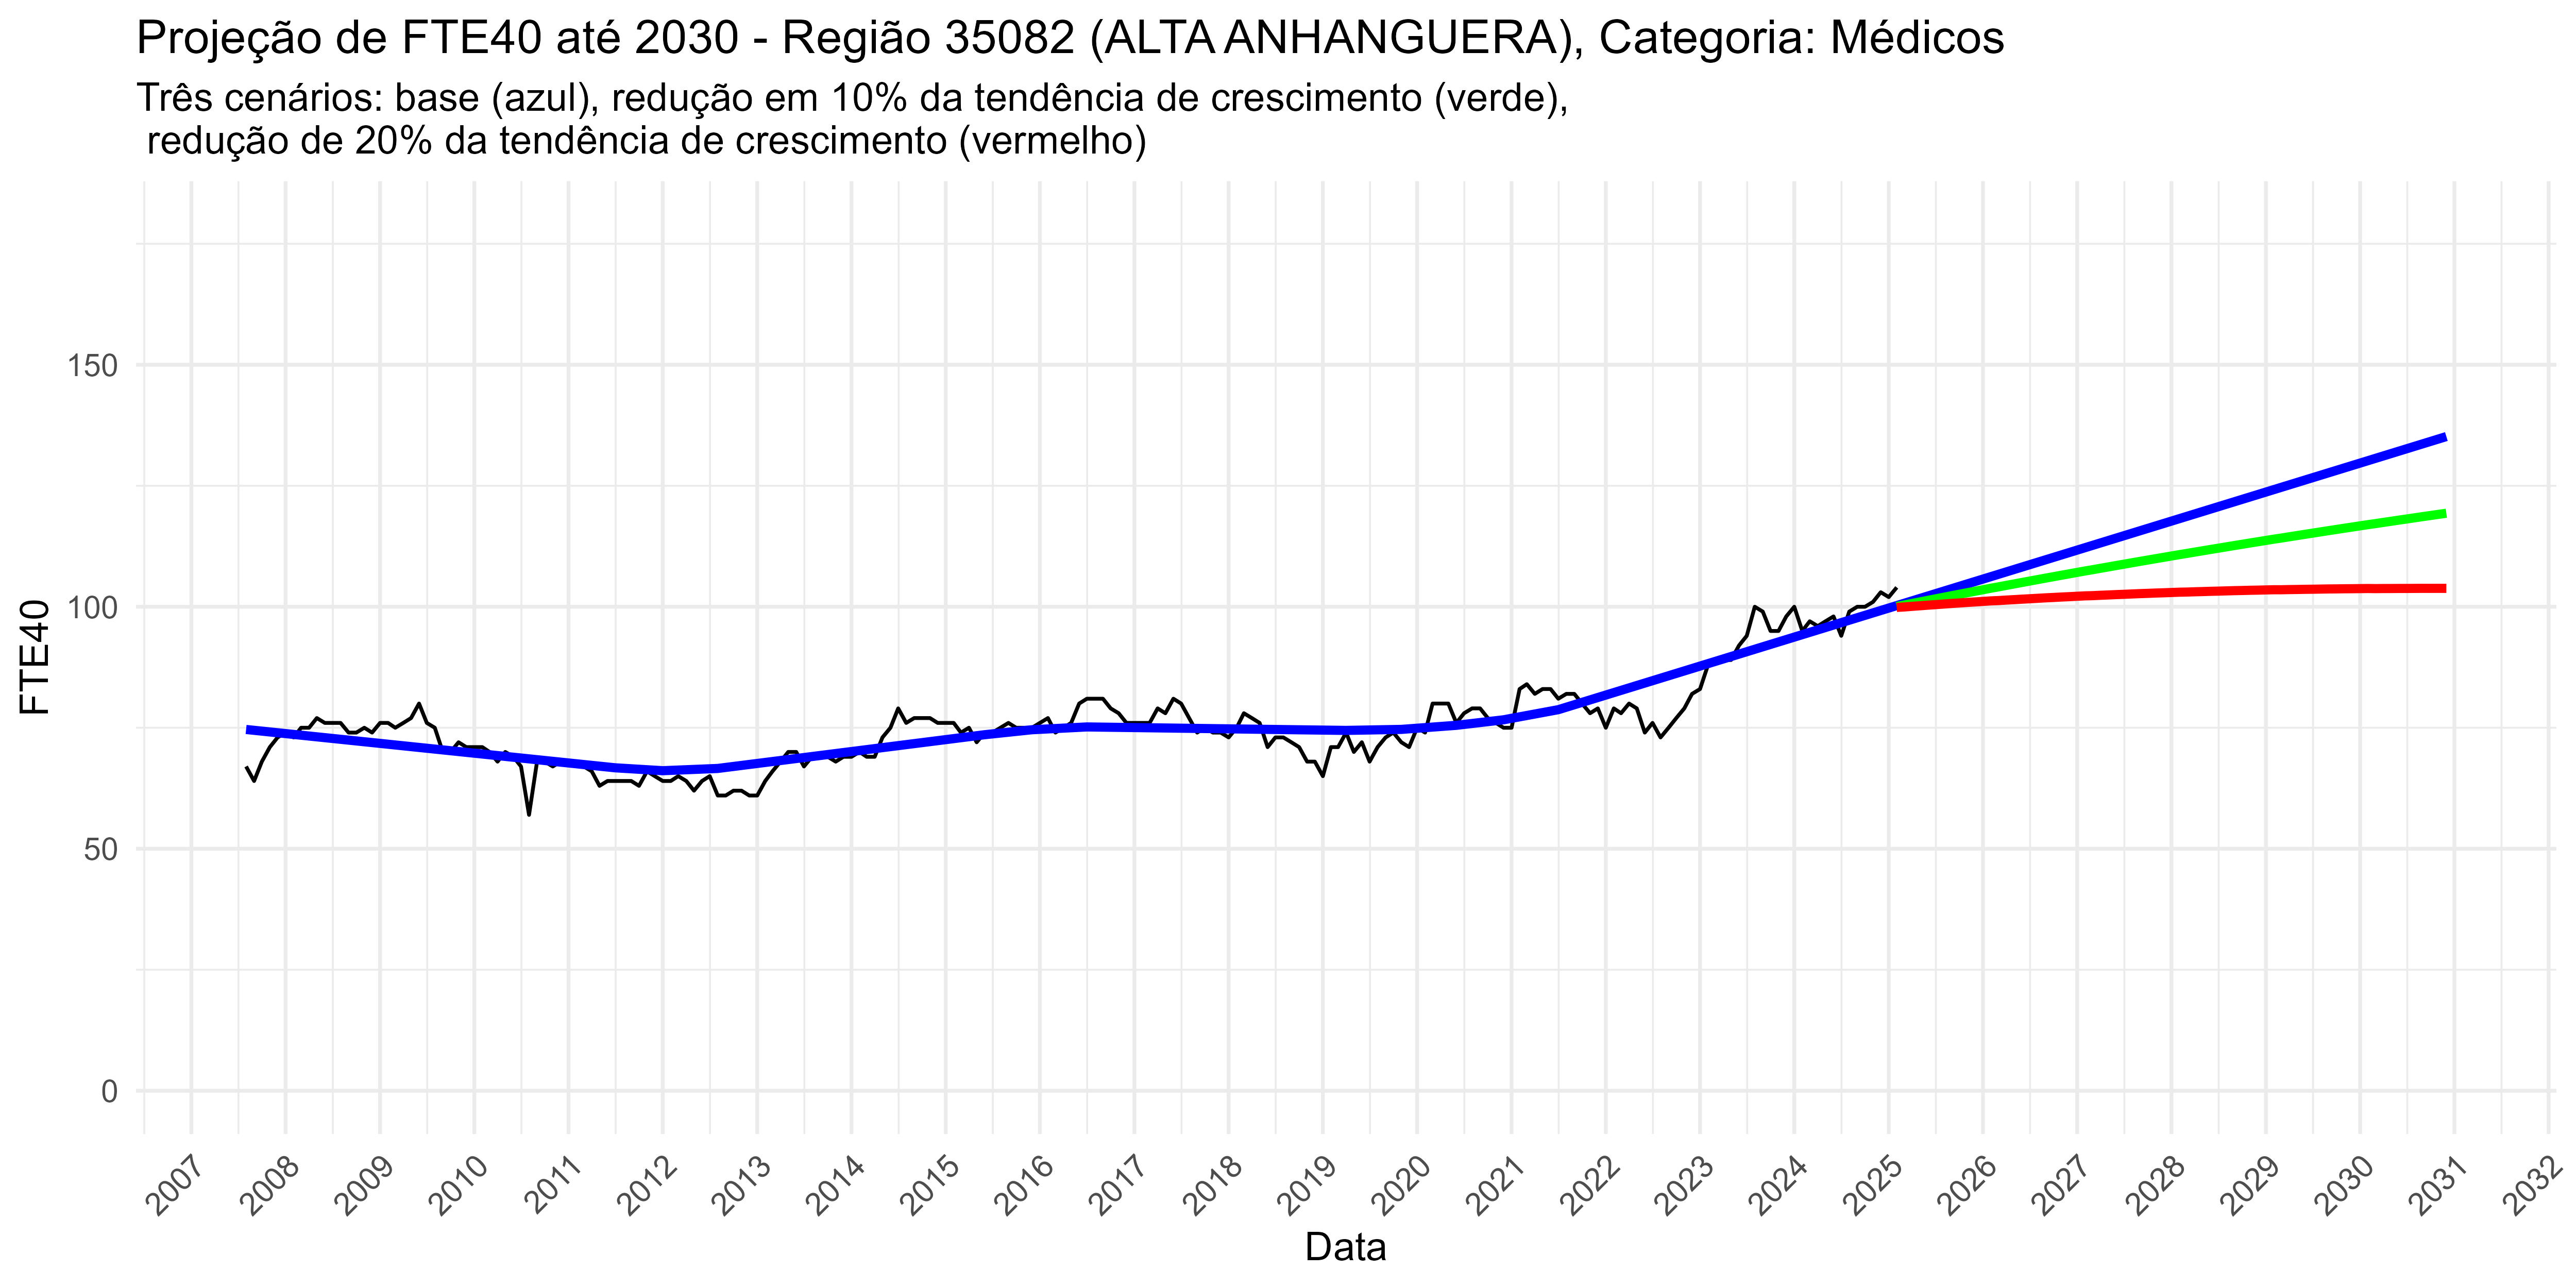 Projeção de FTE40 até 2030 - Região 35082 (ALTA ANHANGUERA), Categoria: Médicos
Três cenários: base (azul), redução em 10% da tendência de crescimento (verde),
redução de 20% da tendência de crescimento (vermelho)
FTE40
150
100
50
0
2007 2008 2009 2010 2011 2012 2013 2014 2015 2016 2017 2018 2019 2020 2021 2022 2023 2024 2025 2026 2027 2028 2029 2030 2031 2032
Data